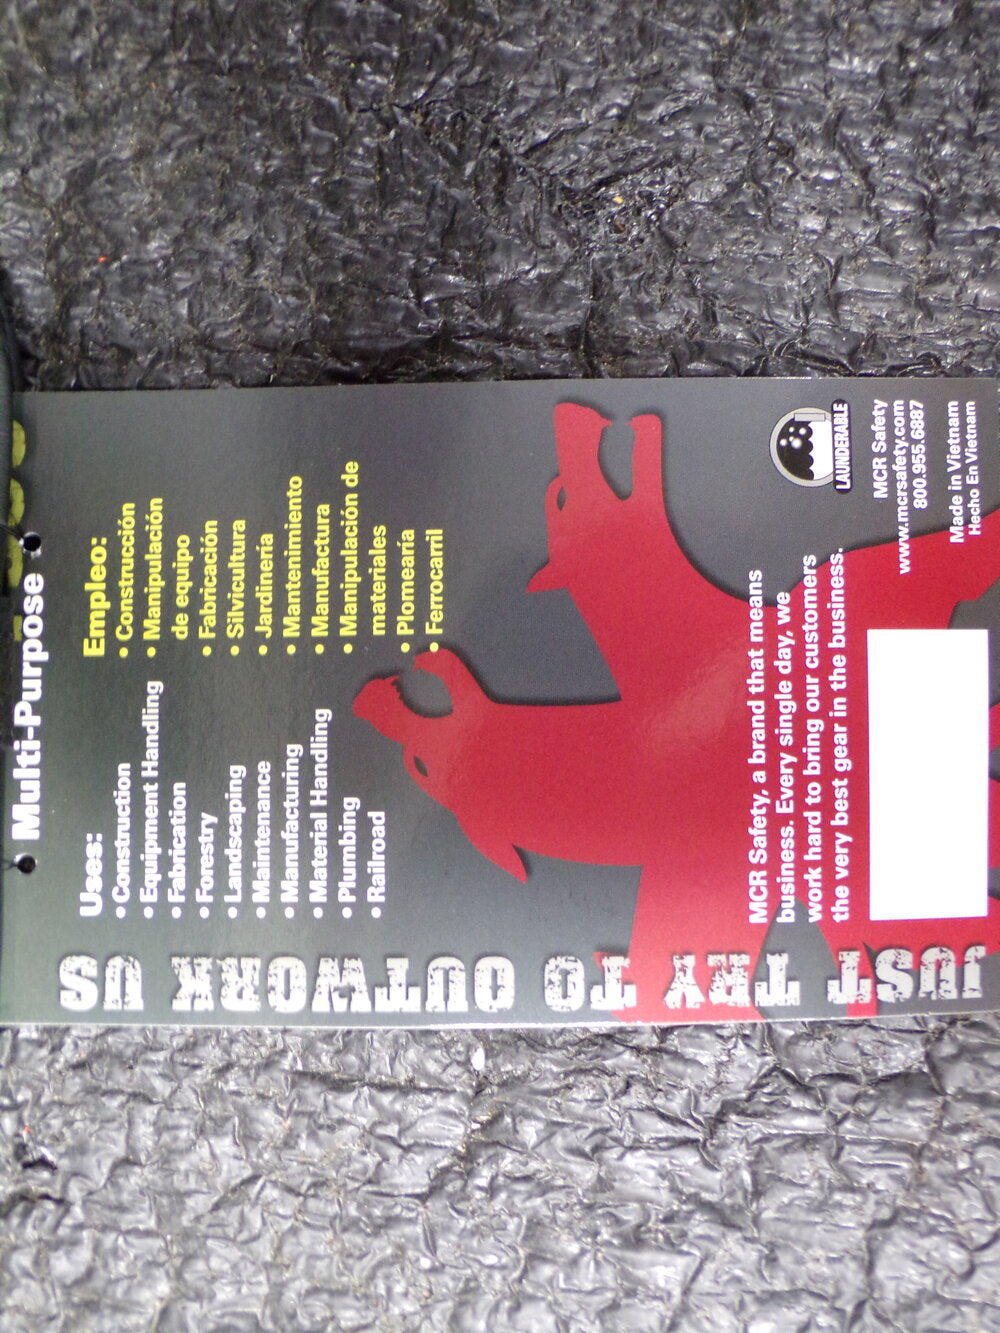 Multi-Purpose
Uses:
• Construction
• Equipment Handling
• Fabrication
• Forestry
• Landscaping
• Maintenance
• Manufacturing
• Material Handling
• Plumbing
• Railroad
Empleo:
• Construcción
• Manipulación
de equipo
• Fabricación
• Silvicultura
• Jardinería
• Mantenimiento
• Manufactura
• Manipulación de
materiales
• Plomearía
• Ferrocarril
JUST TRY TO OUTWORK US
MCR Safety, a brand that means
business. Every single day, we
work hard to bring our customers
the very best gear in the business.
LAUNDERABLE
MCR Safety
www.mcrsafety.com
800.955.6887
Made in Vietnam
Hecho En Vietnam